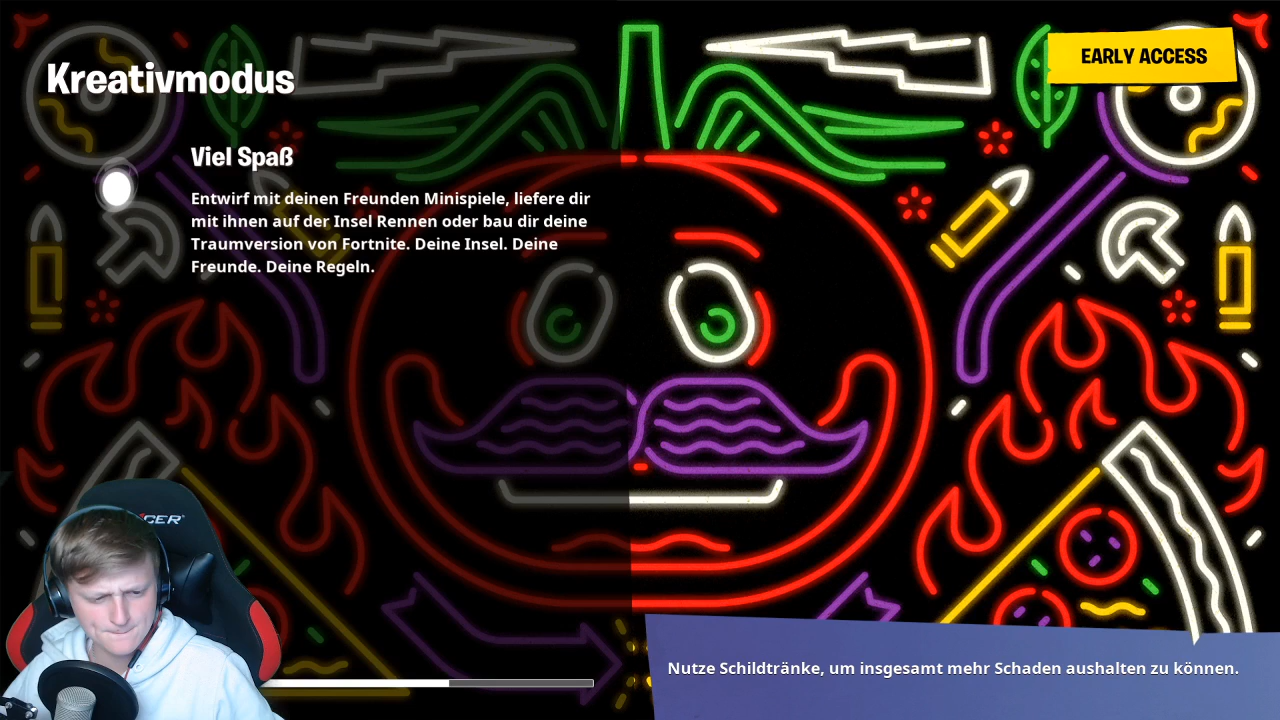 Kreativmodus
EARLY ACCESS
Viel Spaß
Entwirf mit deinen Freunden Minispiele, liefere dir
mit ihnen auf der Insel Rennen oder bau dir deine
Traumversion von Fortnite. Deine Insel. Deine
Freunde. Deine Regeln.
Nutze Schildtränke, um insgesamt mehr Schaden aushalten zu können.